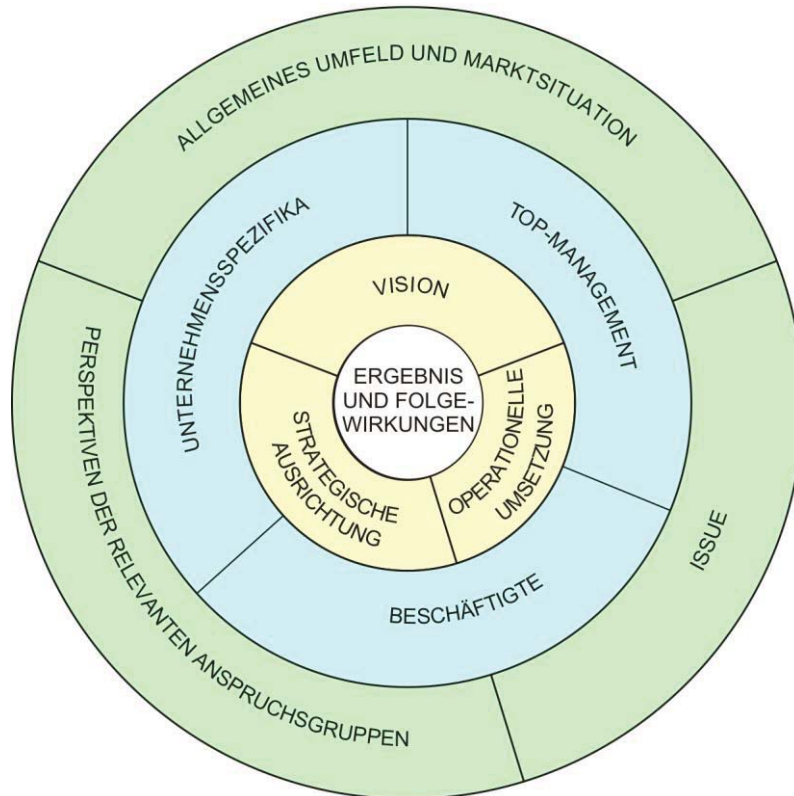 ALLGEMEINES UMFELD UND MARKTSITUATION
UNTERNEHMENSSPEZIFIKA
TOP-MANAGEMENT
VISION
ERGEBNIS
UND FOLGE-
WIRKUNGEN
STRATEGISCHE
AUSRICHTUNG
OPERATIONELLE
UMSETZUNG
BESCHÄFTIGTE
PERSPEKTIVEN DER RELEVANTEN ANSPRUCHSGRUPPEN
ISSUE